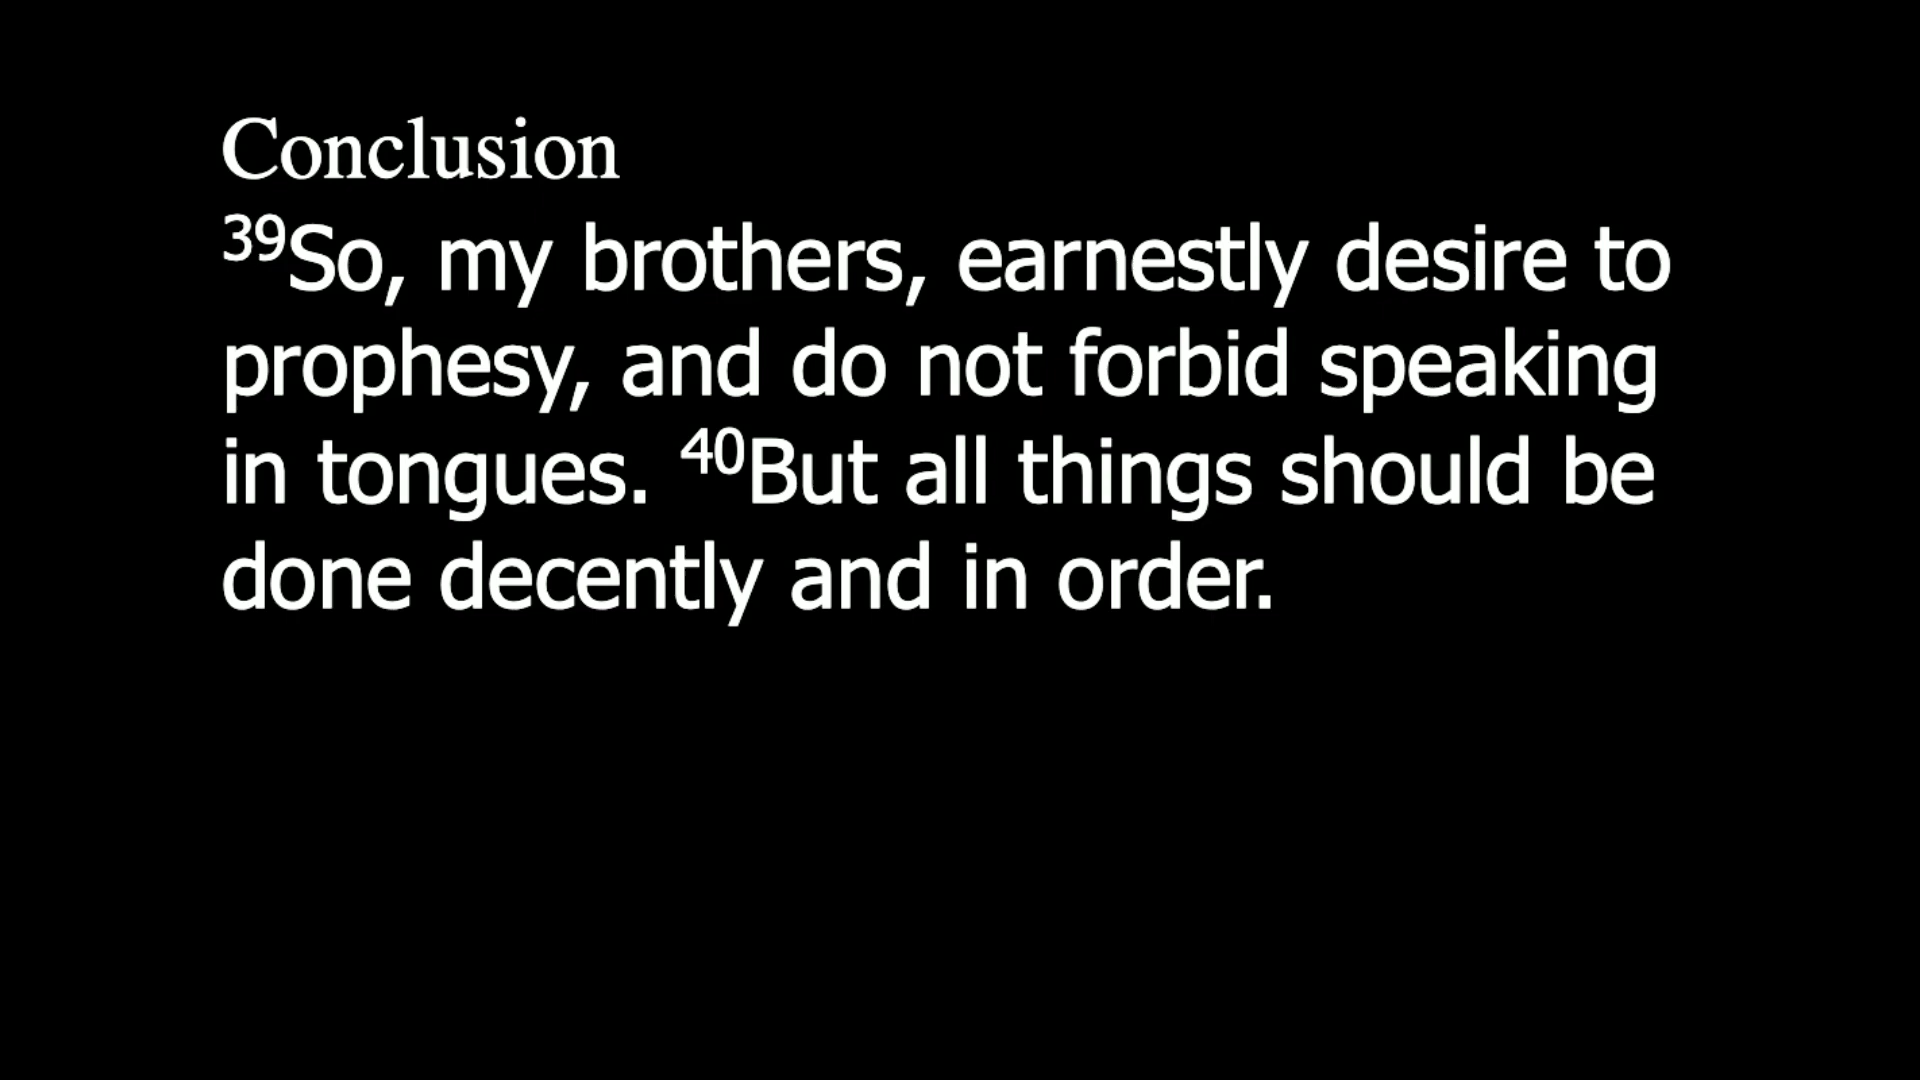 Conclusion
³⁹So, my brothers, earnestly desire to
prophesy, and do not forbid speaking
in tongues. ⁴⁰But all things should be
done decently and in order.